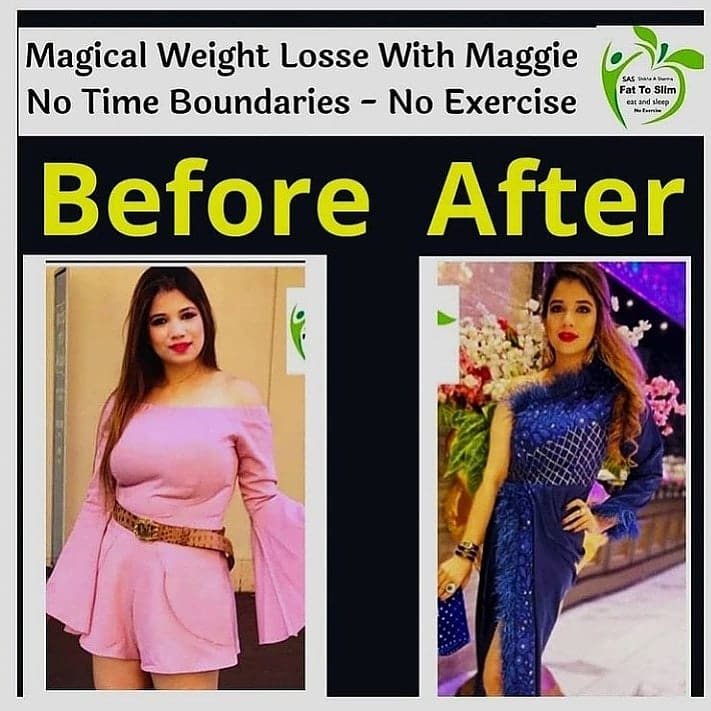 Magical Weight Losse With Maggie
No Time Boundaries - No Exercise
SAS Shikha A Sharma
Fat To Slim
eat and sleep
No Exercise
Before After